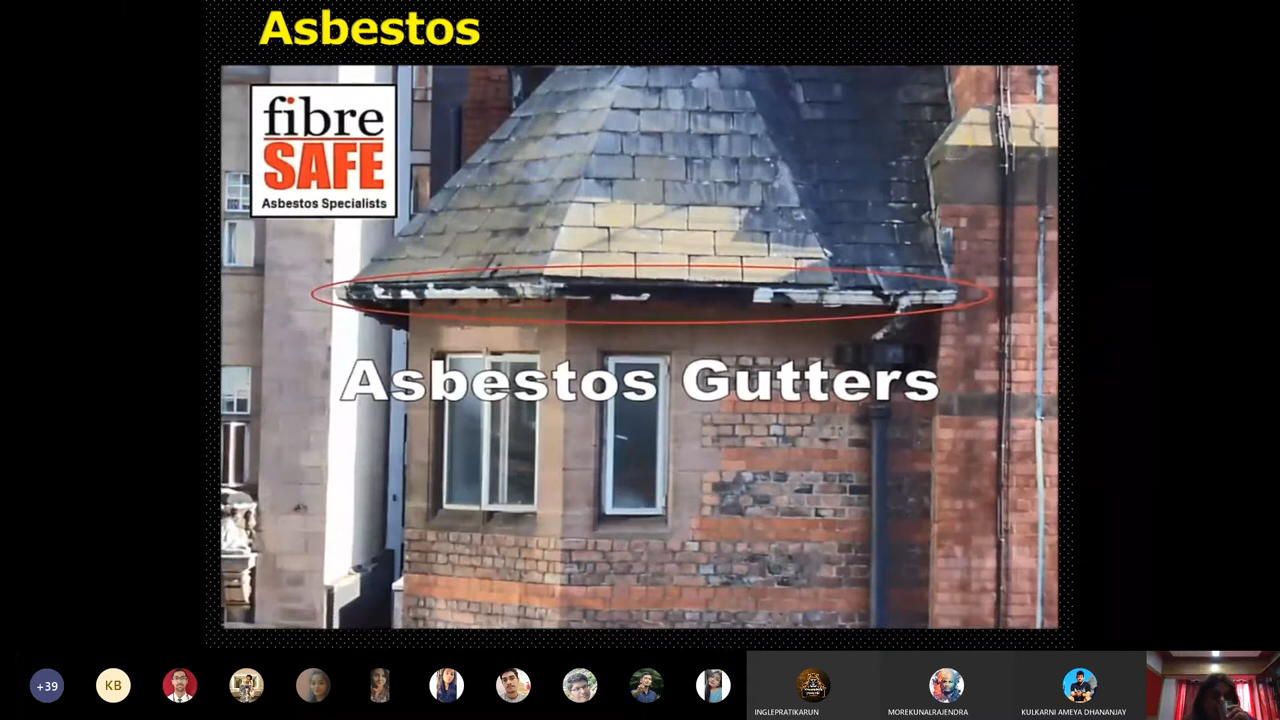 Asbestos
fibre
SAFE
Asbestos Specialists
Asbestos Gutters
+39
KB
INGLEPRATIKARUN
MOREKUNALRAJENDRA
KULKARNI AMEYA DHANANJAY